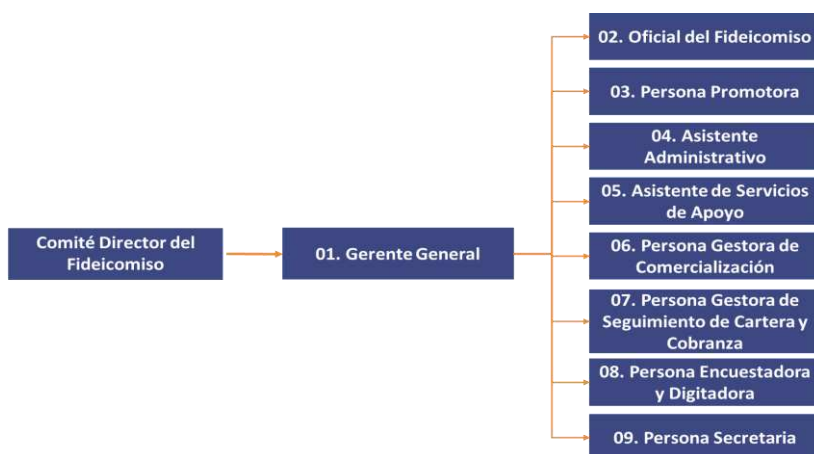 Comité Director del
Fideicomiso
01. Gerente General
02. Oficial del Fideicomiso
03. Persona Promotora
04. Asistente
Administrativo
05. Asistente de Servicios
de Apoyo
06. Persona Gestora de
Comercialización
07. Persona Gestora de
Seguimiento de Cartera y
Cobranza
08. Persona Encuestadora
y Digitadora
09. Persona Secretaria